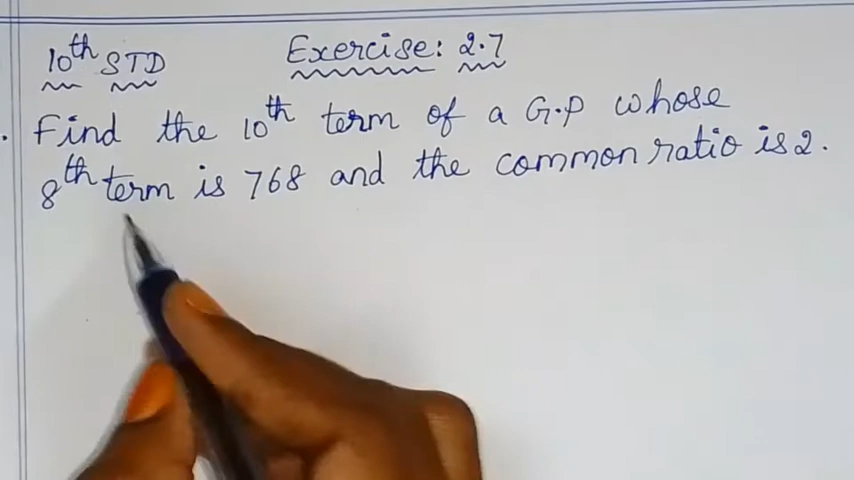 10th STD Exercise: 2.7
. Find the 10th term of a G.P whose
8th term is 768 and the common ratio is 2.